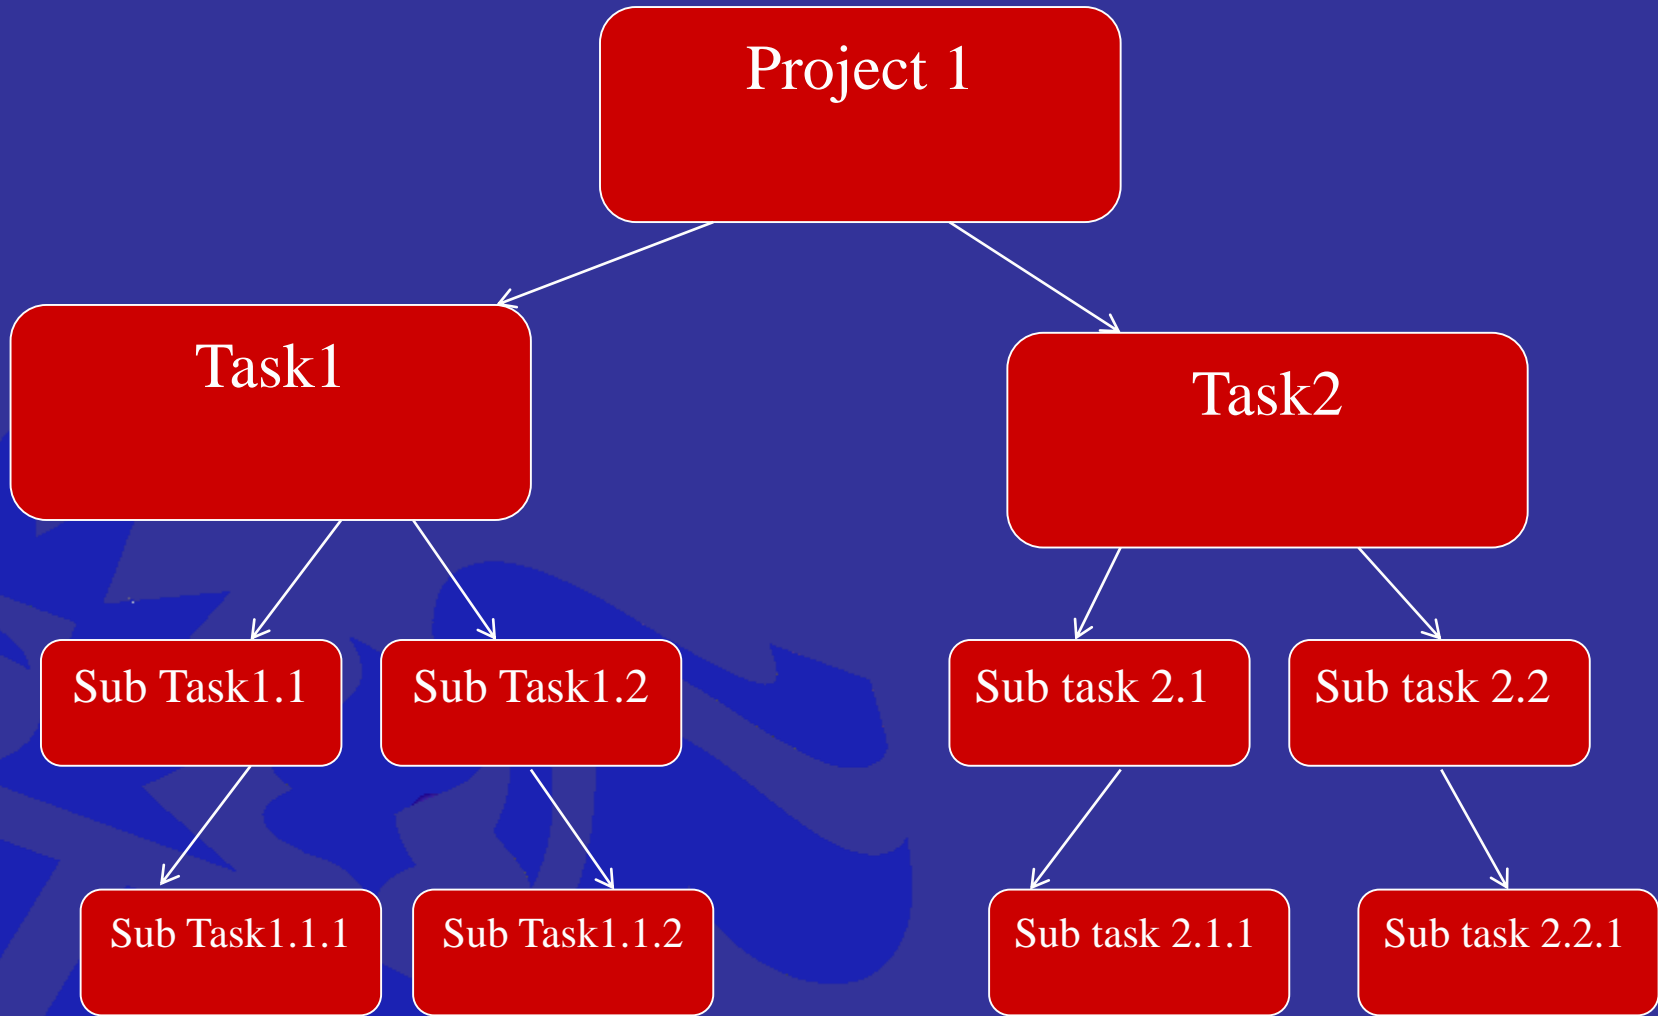 Project 1
Task1
Task2
Sub Task1.1
Sub Task1.2
Sub task 2.1
Sub task 2.2
Sub Task1.1.1
Sub Task1.1.2
Sub task 2.1.1
Sub task 2.2.1